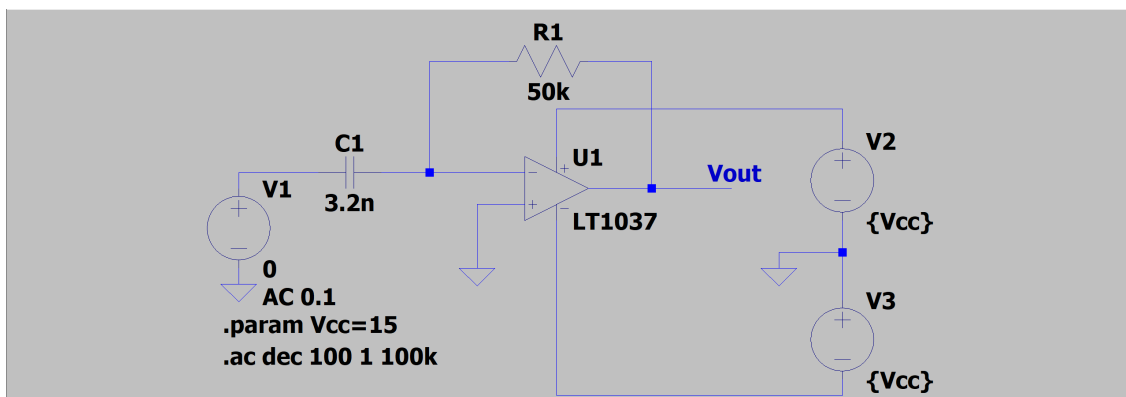 R1
50k
C1
3.2n
V1
0
AC 0.1
.param Vcc=15
.ac dec 100 1 100k
U1
LT1037
Vout
V2
{Vcc}
V3
{Vcc}